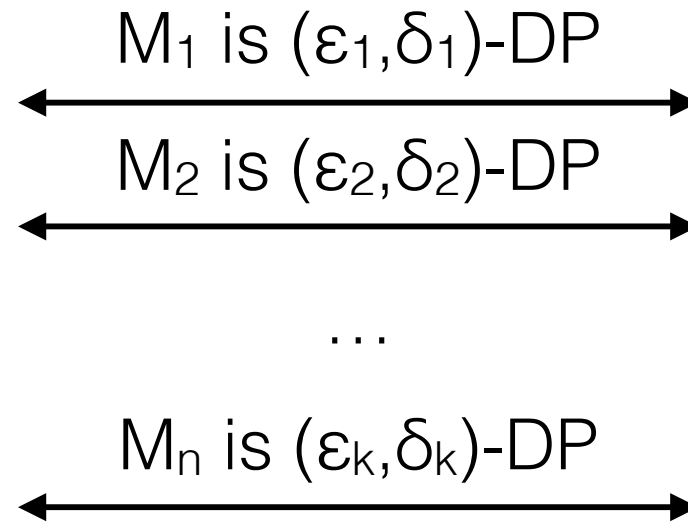 M₁ is (ε₁,δ₁)-DP
M₂ is (ε₂,δ₂)-DP
...
Mₙ is (εₖ,δₖ)-DP